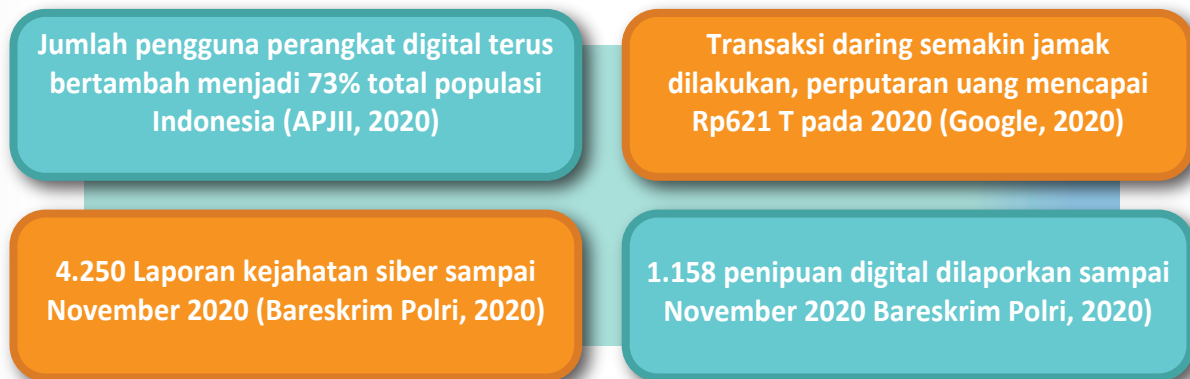 Jumlah pengguna perangkat digital terus
bertambah menjadi 73% total populasi
Indonesia (APJII, 2020)
Transaksi daring semakin jamak
dilakukan, perputaran uang mencapai
Rp621 T pada 2020 (Google, 2020)
4.250 Laporan kejahatan siber sampai
November 2020 (Bareskrim Polri, 2020)
1.158 penipuan digital dilaporkan sampai
November 2020 Bareskrim Polri, 2020)